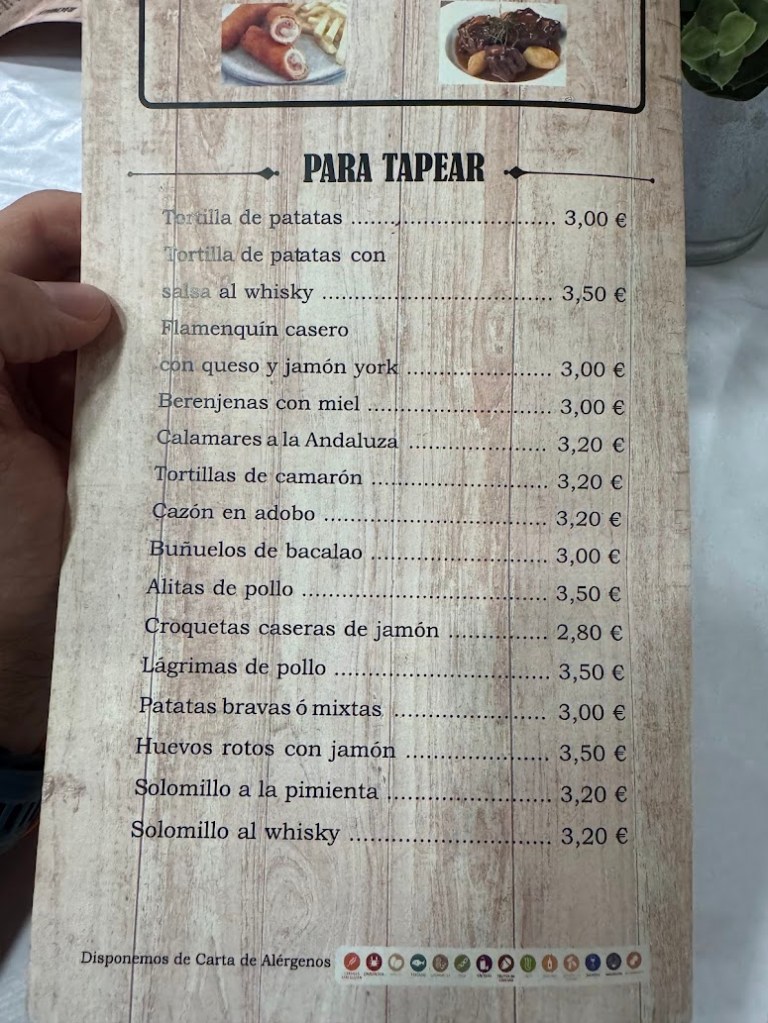 PARA TAPEAR
Tortilla de patatas ................................ 3,00 €
Tortilla de patatas con
salsa al whisky .................................... 3,50 €
Flamenquín casero
con queso y jamón york ...................... 3,00 €
Berenjenas con miel ............................. 3,00 €
Calamares a la Andaluza ..................... 3,20 €
Tortillas de camarón ........................... 3,20 €
Cazón en adobo ................................... 3,20 €
Buñuelos de bacalao ........................... 3,00 €
Alitas de pollo ...................................... 3,50 €
Croquetas caseras de jamón ............... 2,80 €
Lágrimas de pollo ................................ 3,50 €
Patatas bravas ó mixtas ....................... 3,00 €
Huevos rotos con jamón ...................... 3,50 €
Solomillo a la pimienta ......................... 3,20 €
Solomillo al whisky ............................... 3,20 €
Disponemos de Carta de Alérgenos